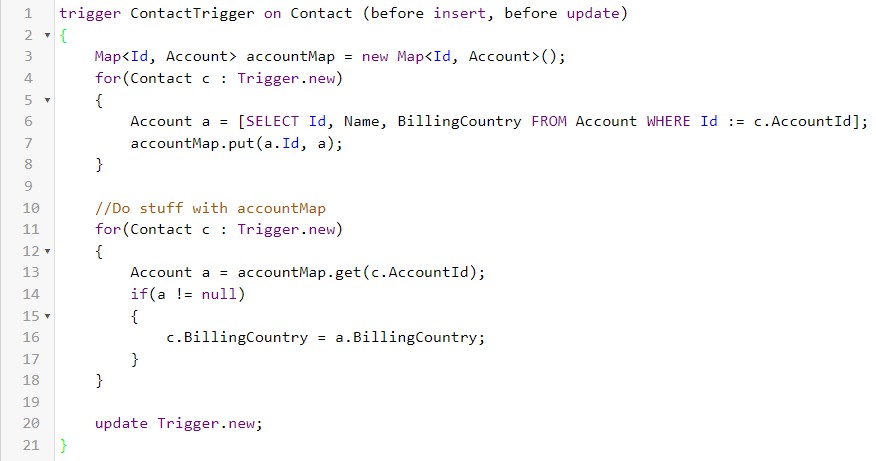 1 trigger ContactTrigger on Contact (before insert, before update)
2 {
3     Map<Id, Account> accountMap = new Map<Id, Account>();
4     for(Contact c : Trigger.new)
5     {
6         Account a = [SELECT Id, Name, BillingCountry FROM Account WHERE Id := c.AccountId];
7         accountMap.put(a.Id, a);
8     }
9
10     //Do stuff with accountMap
11     for(Contact c : Trigger.new)
12     {
13         Account a = accountMap.get(c.AccountId);
14         if(a != null)
15         {
16             c.BillingCountry = a.BillingCountry;
17         }
18     }
19
20     update Trigger.new;
21 }